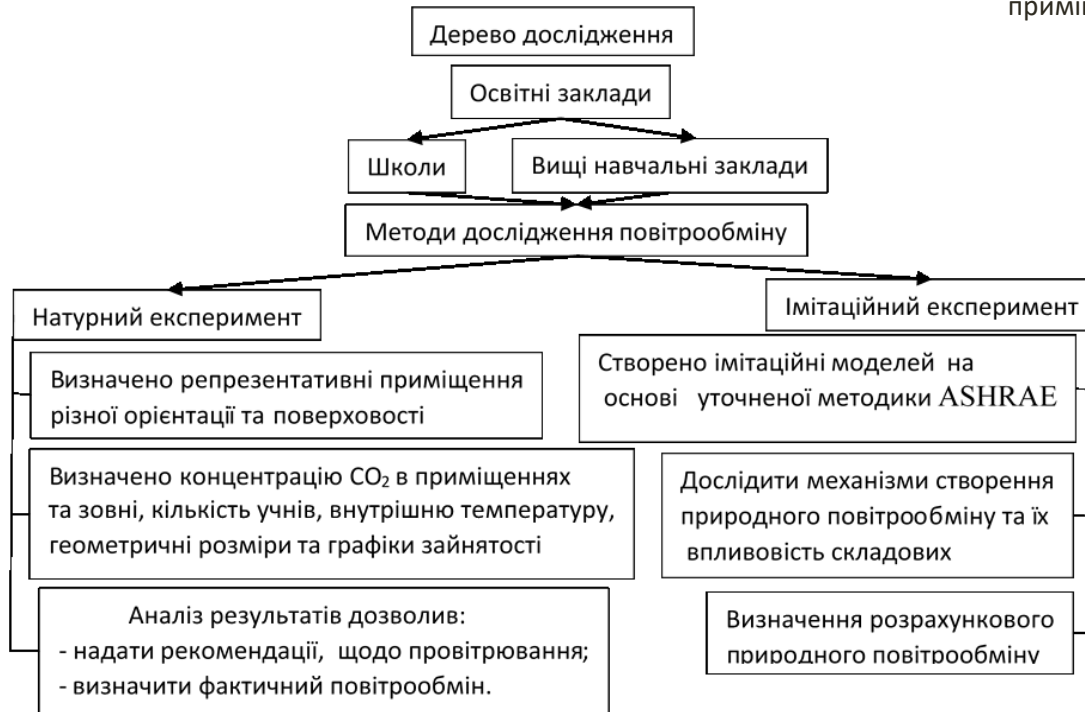 Дерево дослідження
Освітні заклади
Школи
Вищі навчальні заклади
Методи дослідження повітрообміну
Натурний експеримент
Визначено репрезентативні приміщення
різної орієнтації та поверховості
Визначено концентрацію CO₂ в приміщеннях
та зовні, кількість учнів, внутрішню температуру,
геометричні розміри та графіки зайнятості
Аналіз результатів дозволив:
- надати рекомендації, щодо провітрювання;
- визначити фактичний повітрообмін.
Імітаційний експеримент
Створено імітаційні моделей на
основі уточненої методики ASHRAE
Дослідити механізми створення
природного повітрообміну та їх
впливовість складових
Визначення розрахункового
природного повітрообміну